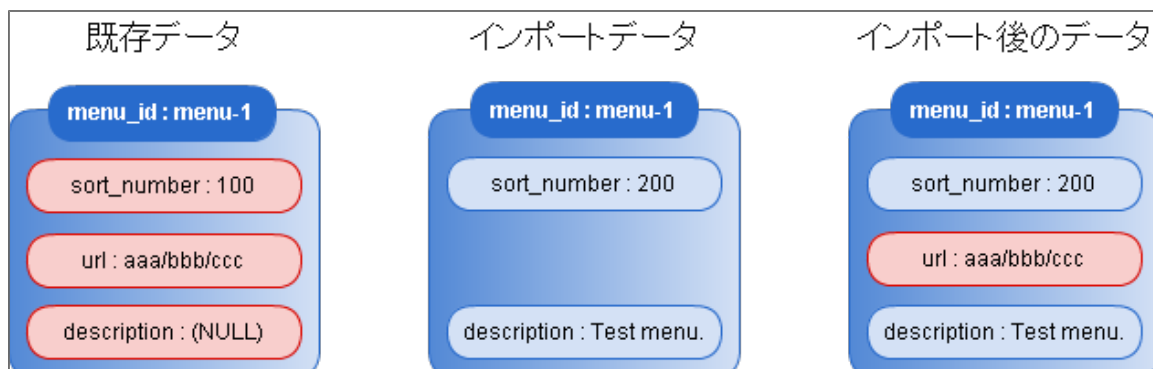 既存データ
menu_id : menu-1
sort_number : 100
url : aaa/bbb/ccc
description : (NULL)
インポートデータ
menu_id : menu-1
sort_number : 200
description : Test menu.
インポート後のデータ
menu_id : menu-1
sort_number : 200
url : aaa/bbb/ccc
description : Test menu.